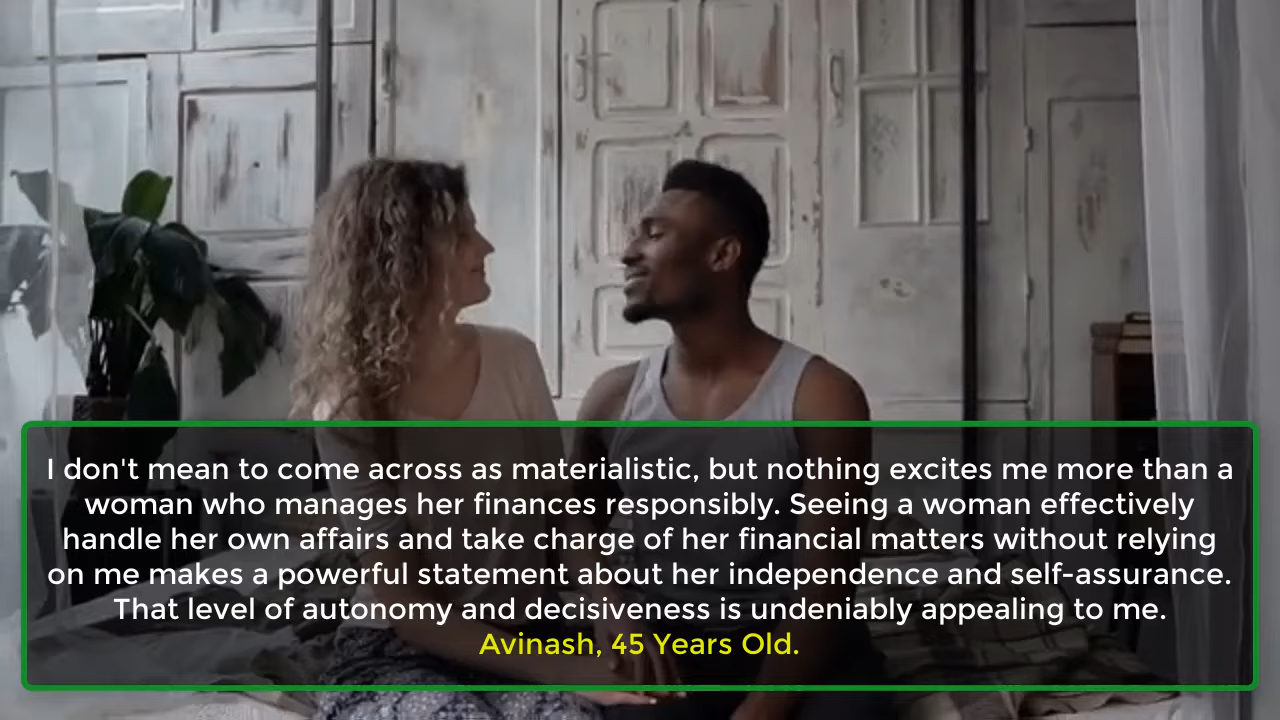 I don't mean to come across as materialistic, but nothing excites me more than a
woman who manages her finances responsibly. Seeing a woman effectively
handle her own affairs and take charge of her financial matters without relying
on me makes a powerful statement about her independence and self-assurance.
That level of autonomy and decisiveness is undeniably appealing to me.
Avinash, 45 Years Old.